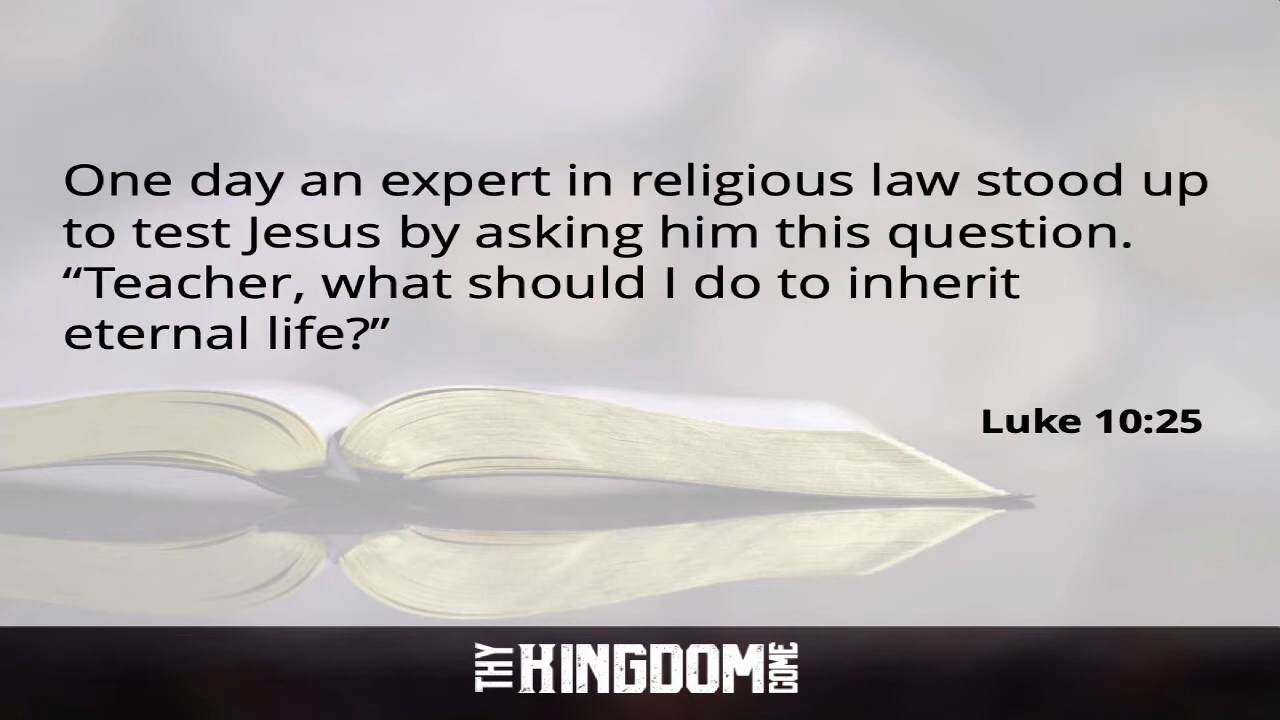 One day an expert in religious law stood up
to test Jesus by asking him this question.
“Teacher, what should I do to inherit
eternal life?”
Luke 10:25
THY KINGDOM COME